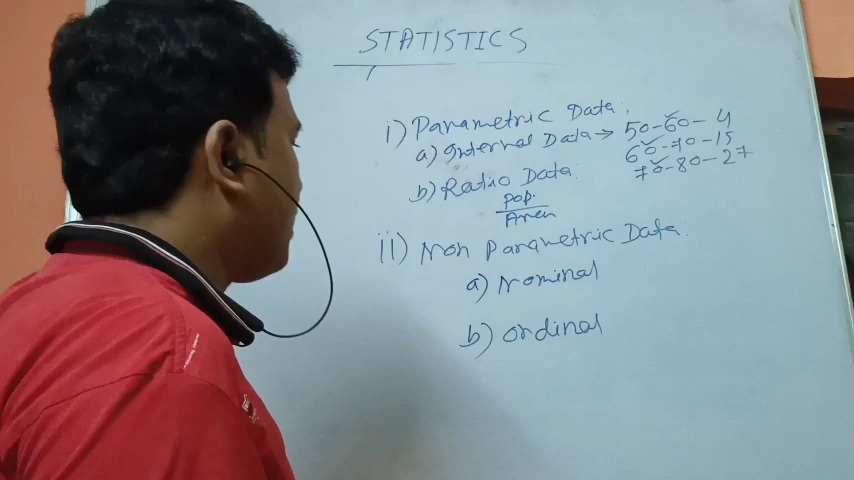 STATISTICS
i) Parametric Data:
a) Interval Data → 50-60- 4
60-70-15
70-80-27
b) Ratio Data:
Pop.
Area
ii) Non Parametric Data:
a) Nominal
b) Ordinal